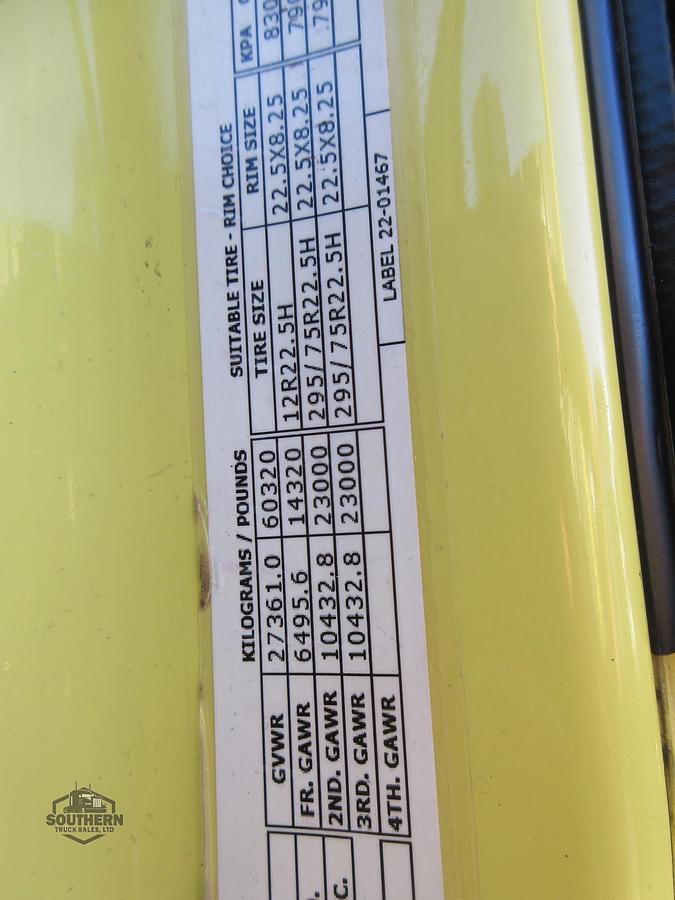 KILOGRAMS / POUNDS SUITABLE TIRE - RIM CHOICE
TIRE SIZE RIM SIZE KPA
GVWR 27361.0 60320
FR. GAWR 6495.6 14320 12R22.5H 22.5X8.25 830
2ND. GAWR 10432.8 23000 295/75R22.5H 22.5X8.25
3RD. GAWR 10432.8 23000 295/75R22.5H 22.5X8.25
C. 4TH. GAWR
LABEL 22-01467
SOUTHERN
TRUCK SALES, LTD